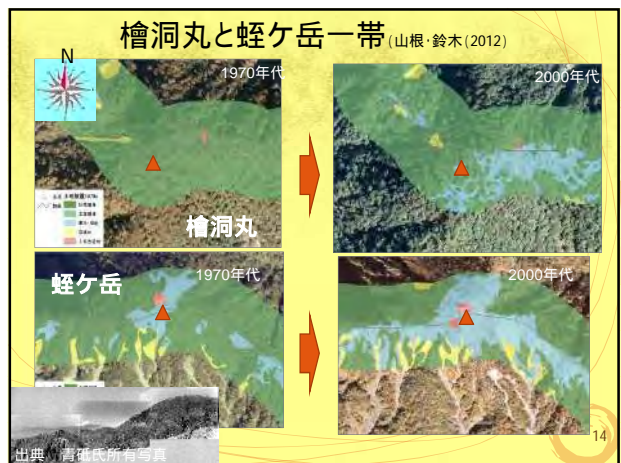 檜洞丸と蛭ケ岳一帯(山根･鈴木(2012)
N
1970年代
2000年代
檜洞丸
蛭ケ岳
1970年代
2000年代
出典 青砥氏所有写真
14